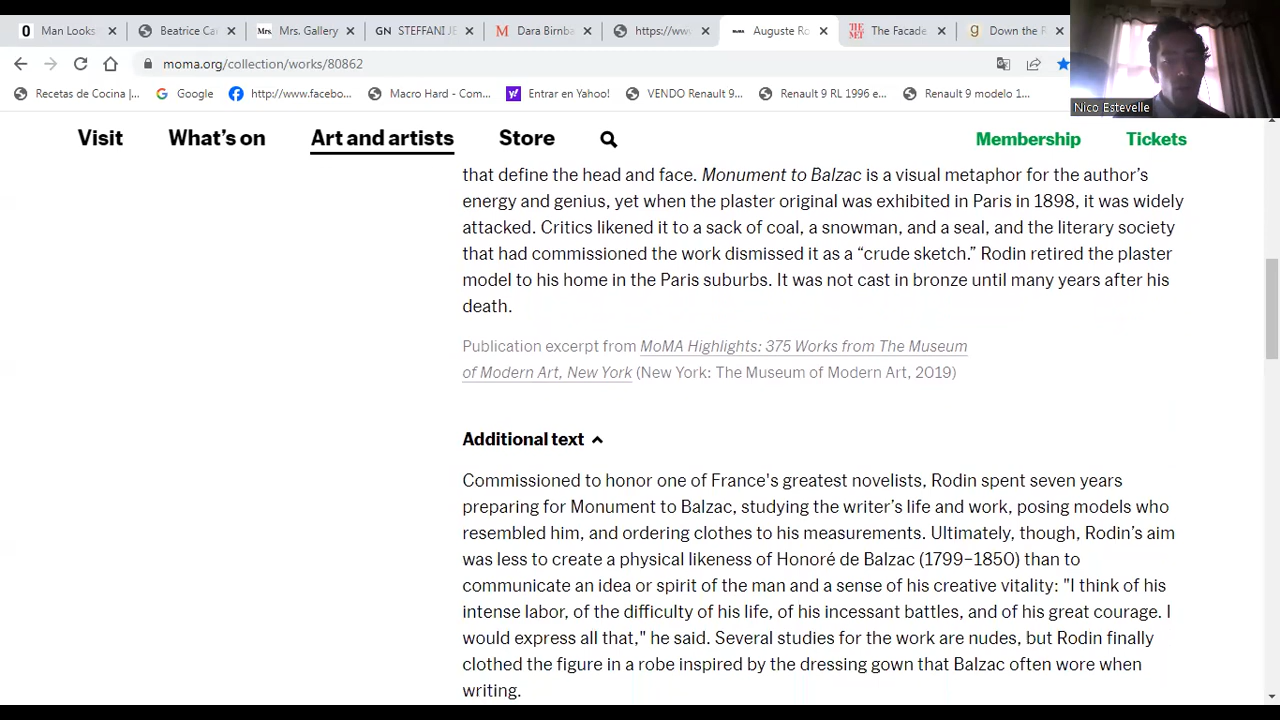 Man Looks
Beatrice Ca
Mrs. Mrs. Gallery
GN STEFFANI JE
M Dara Birnba
https://ww
MoMA Auguste Ro
THE MET The Facade
g Down the R
moma.org/collection/works/80862
Recetas de Cocina |...
Google
http://www.facebo...
Macro Hard - Com...
Entrar en Yahoo!
VENDO Renault 9...
Renault 9 RL 1996 e...
Renault 9 modelo 1...
Nico Estevelle
Visit
What's on
Art and artists
Store
Membership
Tickets
that define the head and face. Monument to Balzac is a visual metaphor for the author's
energy and genius, yet when the plaster original was exhibited in Paris in 1898, it was widely
attacked. Critics likened it to a sack of coal, a snowman, and a seal, and the literary society
that had commissioned the work dismissed it as a “crude sketch.” Rodin retired the plaster
model to his home in the Paris suburbs. It was not cast in bronze until many years after his
death.
Publication excerpt from MoMA Highlights: 375 Works from The Museum
of Modern Art, New York (New York: The Museum of Modern Art, 2019)
Additional text
Commissioned to honor one of France's greatest novelists, Rodin spent seven years
preparing for Monument to Balzac, studying the writer's life and work, posing models who
resembled him, and ordering clothes to his measurements. Ultimately, though, Rodin's aim
was less to create a physical likeness of Honoré de Balzac (1799–1850) than to
communicate an idea or spirit of the man and a sense of his creative vitality: "I think of his
intense labor, of the difficulty of his life, of his incessant battles, and of his great courage. I
would express all that," he said. Several studies for the work are nudes, but Rodin finally
clothed the figure in a robe inspired by the dressing gown that Balzac often wore when
writing.